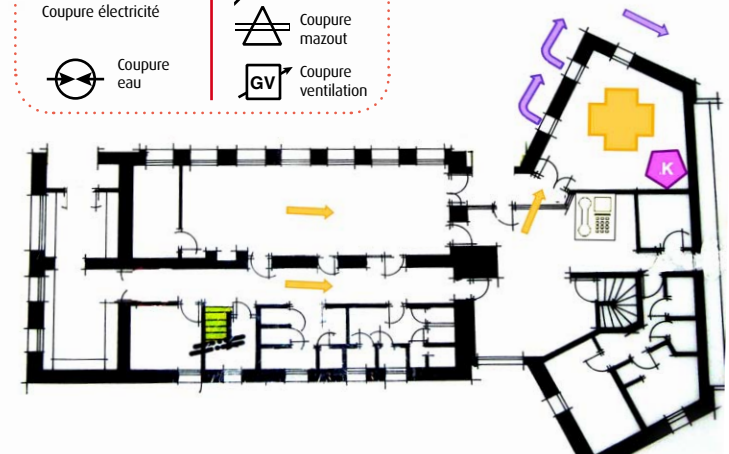 Coupure électricité
Coupure
mazout
Coupure
eau
GV
Coupure
ventilation
.K